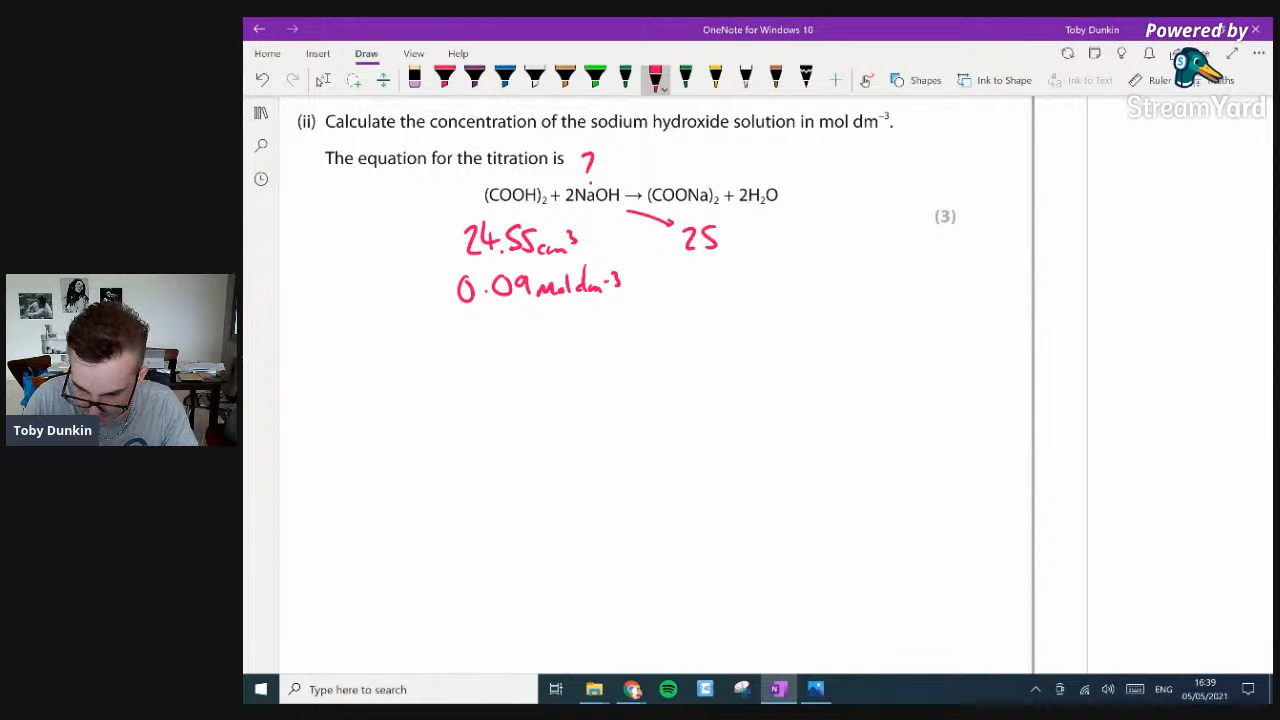 OneNote for Windows 10
Toby Dunkin
Powered by
StreamYard
Home Insert Draw View Help
Shapes Ink to Shape Ink to Text Ruler Maths
(ii) Calculate the concentration of the sodium hydroxide solution in mol dm⁻³.
The equation for the titration is ?
(COOH)₂ + 2NaOH → (COONa)₂ + 2H₂O
(3)
24.55cm³ 25
0.09 mol dm-3
Toby Dunkin
Type here to search
ENG
16:39
05/05/2021